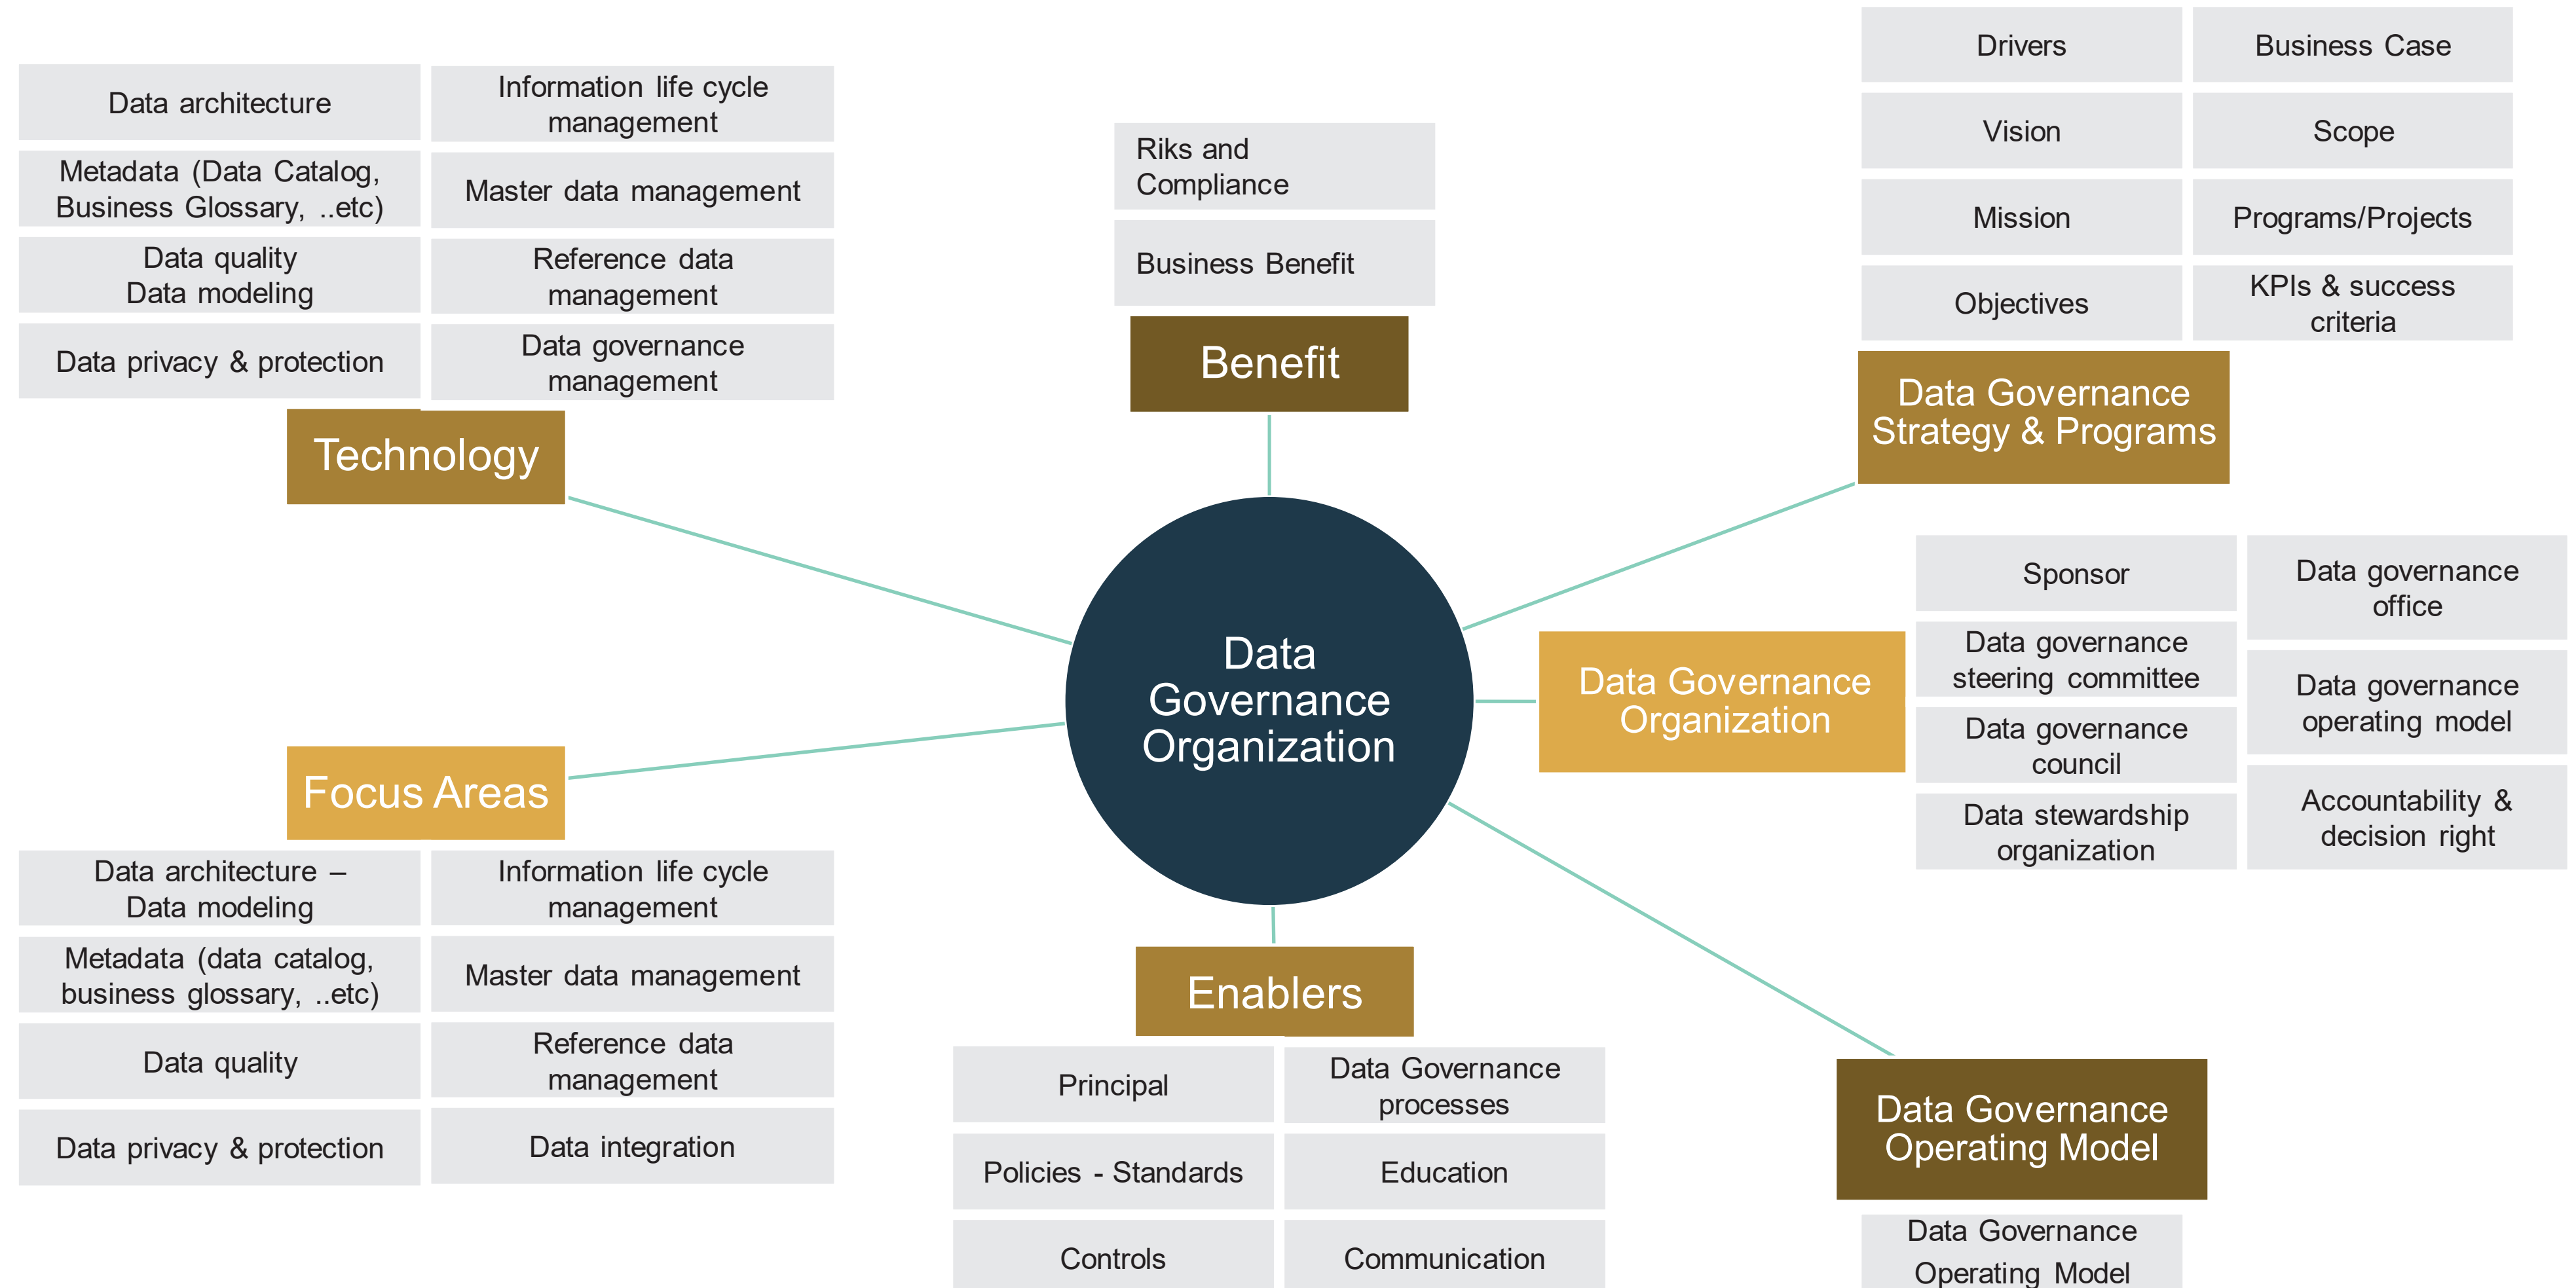 Data architecture
Metadata (Data Catalog,
Business Glossary, ..etc)
Data quality
Data modeling
Data privacy & protection
Information life cycle
management
Master data management
Reference data
management
Data governance
management
Technology
Riks and
Compliance
Business Benefit
Benefit
Drivers
Vision
Mission
Objectives
Business Case
Scope
Programs/Projects
KPIs & success
criteria
Data Governance
Strategy & Programs
Data
Governance
Organization
Data Governance
Organization
Sponsor
Data governance
steering committee
Data governance
council
Data stewardship
organization
Data governance
office
Data governance
operating model
Accountability &
decision right
Focus Areas
Data architecture –
Data modeling
Metadata (data catalog,
business glossary, ..etc)
Data quality
Data privacy & protection
Information life cycle
management
Master data management
Reference data
management
Data integration
Enablers
Principal
Policies - Standards
Controls
Data Governance
processes
Education
Communication
Data Governance
Operating Model
Data Governance
Operating Model